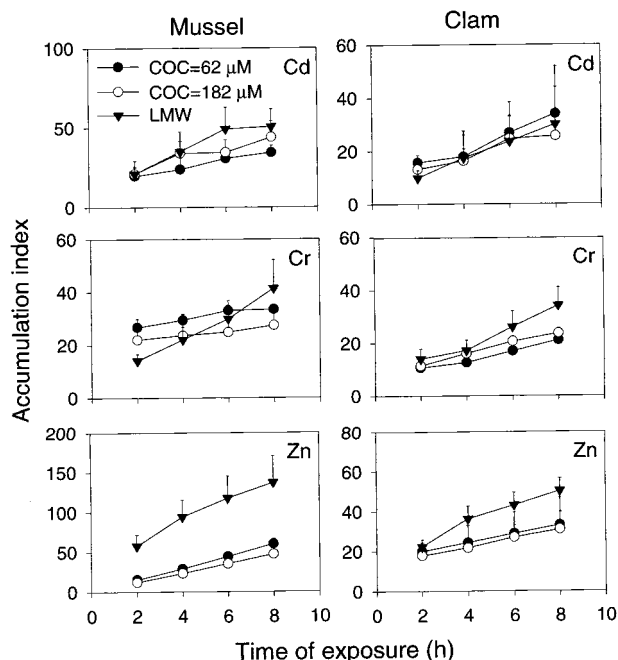 Mussel Clam
100 60
Cd Cd
COC=62 µM
COC=182 µM
LMW
40
50
20
0 0
60 60
Cr Cr
40 40
20 20
0 0
200 80
Zn Zn
150 60
100 40
50 20
0 0
0 2 4 6 8 10 0 2 4 6 8 10
Accumulation index
Time of exposure (h)